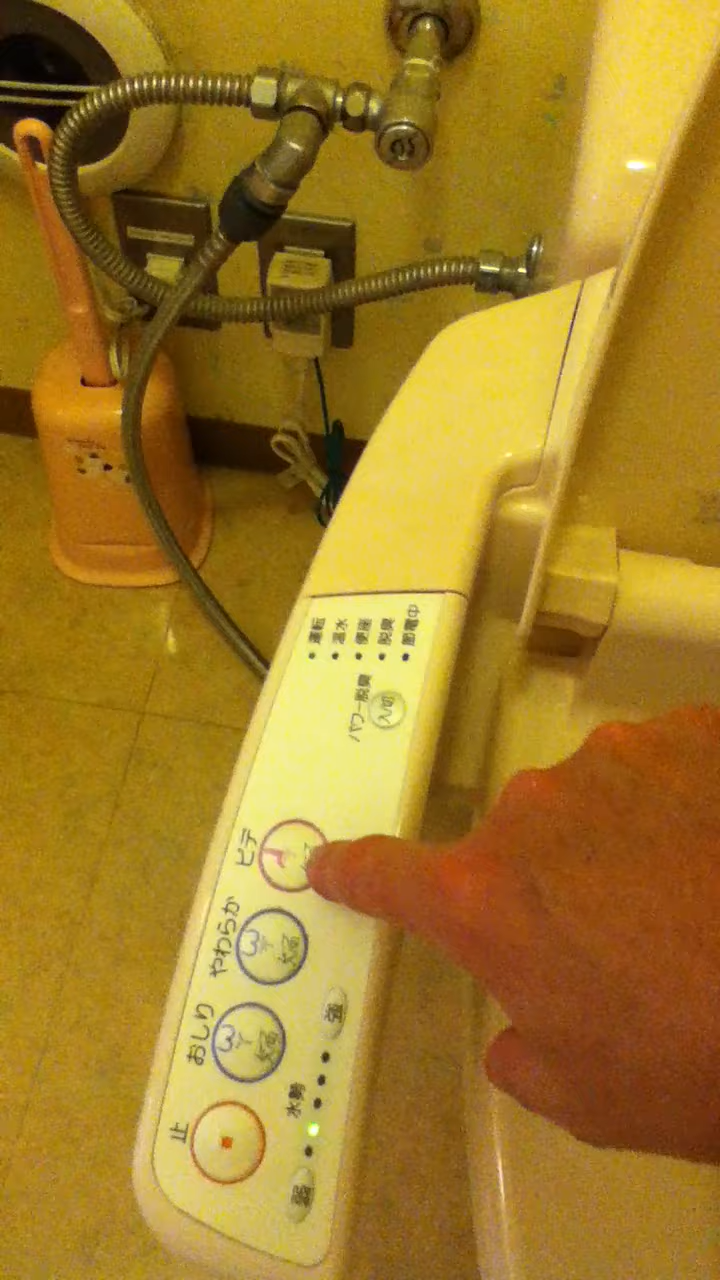 運転
温水
便座
脱臭
節電中
パワー脱臭
入/切
ビデ
やわらか
おしり
止
水勢
強
弱